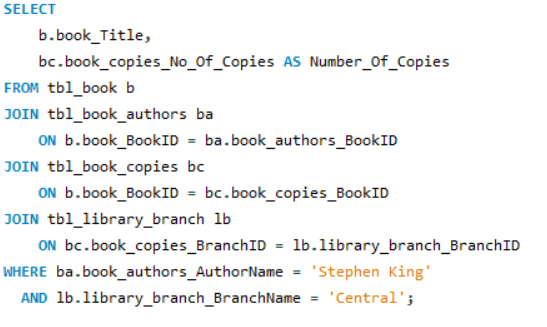 SELECT
b.book_Title,
bc.book_copies_No_Of_Copies AS Number_Of_Copies
FROM tbl_book b
JOIN tbl_book_authors ba
ON b.book_BookID = ba.book_authors_BookID
JOIN tbl_book_copies bc
ON b.book_BookID = bc.book_copies_BookID
JOIN tbl_library_branch lb
ON bc.book_copies_BranchID = lb.library_branch_BranchID
WHERE ba.book_authors_AuthorName = 'Stephen King'
AND lb.library_branch_BranchName = 'Central';